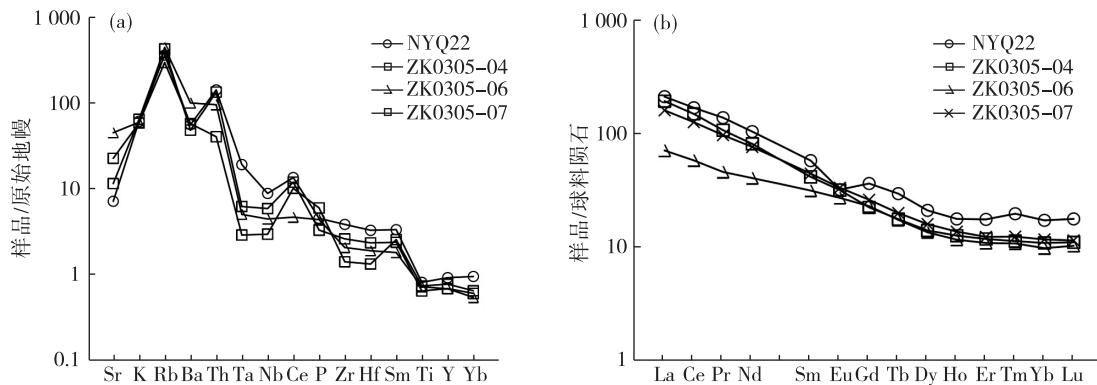 (a)
1 000
100
10
1
0.1
样品/原始地幔
NYQ22
ZK0305-04
ZK0305-06
ZK0305-07
Sr K Rb Ba Th Ta Nb Ce P Zr Hf Sm Ti Y Yb
(b)
1 000
100
10
1
样品/球料陨石
NYQ22
ZK0305-04
ZK0305-06
ZK0305-07
La Ce Pr Nd Sm Eu Gd Tb Dy Ho Er Tm Yb Lu